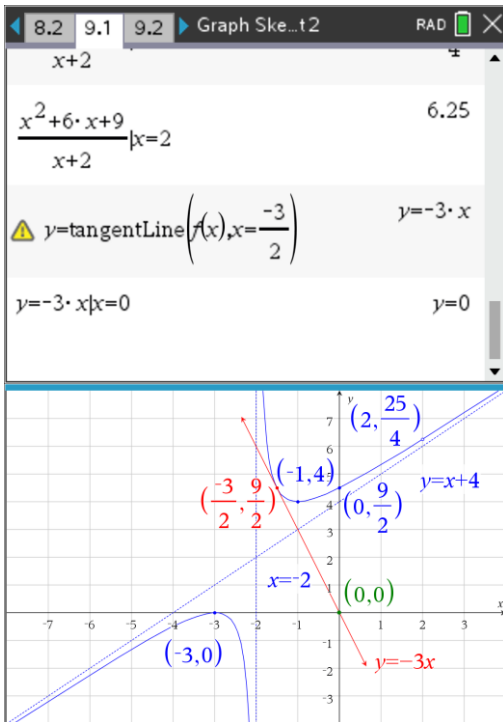 8.2 9.1 9.2 Graph Ske...t2 RAD
x+2 4
x²+6·x+9
x+2 |x=2 6.25
y=tangentLine(f(x),x=-3/2) y=-3·x
y=-3·x|x=0 y=0
y
7
(2, 25/4)
6
5
(-1,4)
y=x+4
(-3/2, 9/2)
(0, 9/2)
4
3
2
x=-2
1
(0,0)
x
-7 -6 -5 -4 -3 -2 -1 0 1 2 3
(-3,0)
-1
-2
y=-3x
-3